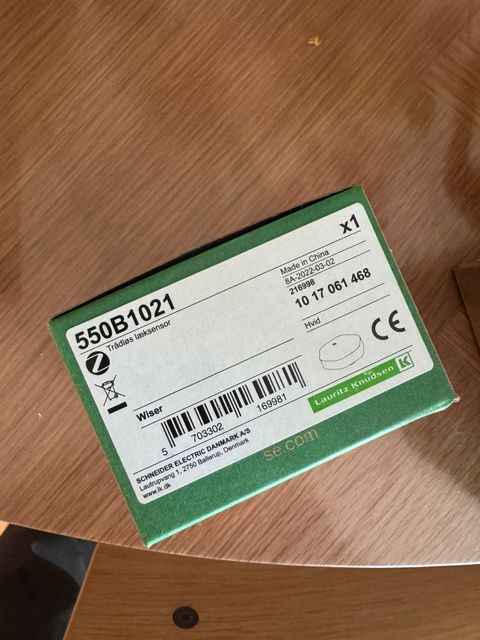 550B1021
Trådløs læksensor
x1
Made in China
8A-2022-03-02
216998
10 17 061 468
Hvid
Wiser
5 703302 169981
CE
Lauritz Knudsen
SCHNEIDER ELECTRIC DANMARK A/S
Lautrupvang 1, 2750 Ballerup, Denmark
www.lk.dk
se.com